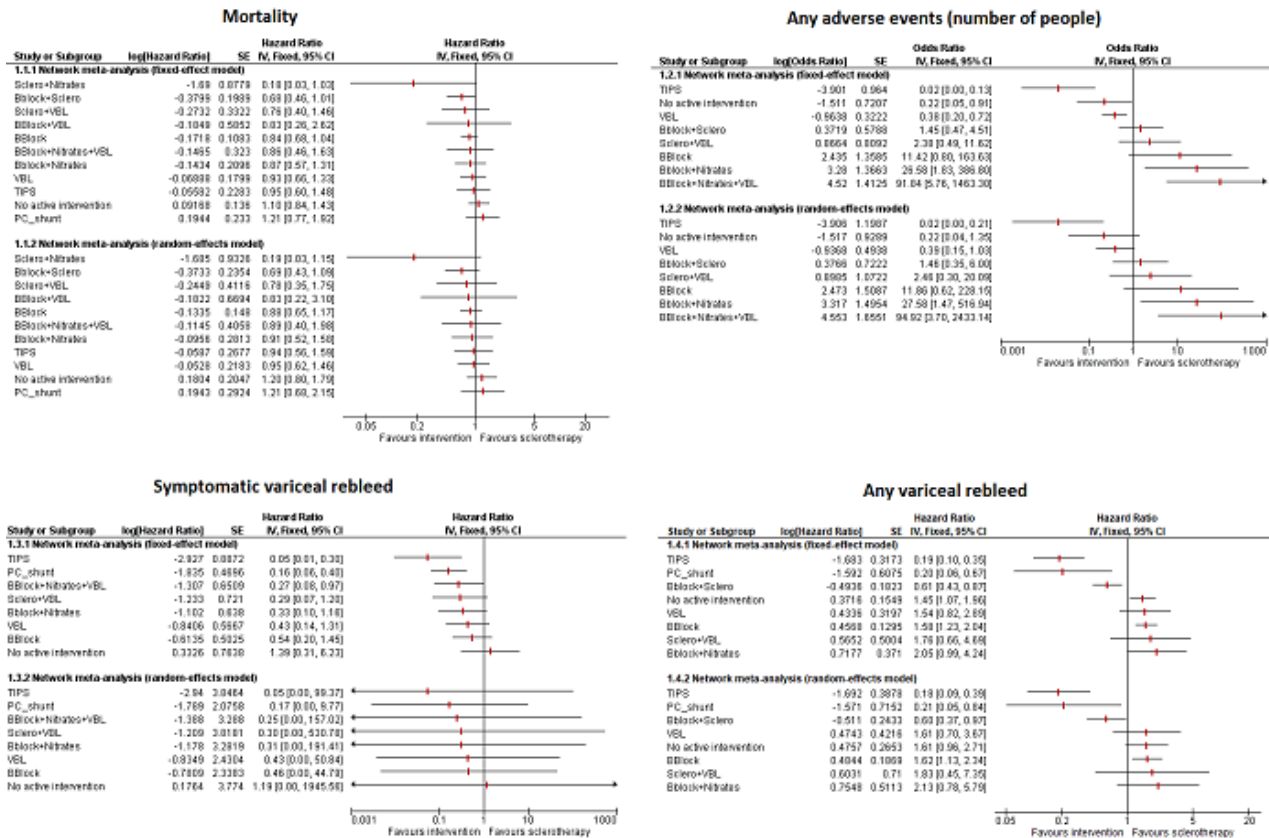 Mortality
Hazard Ratio Hazard Ratio
Study or Subgroup log[Hazard Ratio] SE IV, Fixed, 95% CI IV, Fixed, 95% CI
1.1.1 Network meta-analysis (fixed-effect model)
Sclero+Nitrates -1.69 0.8779 0.18 [0.03, 1.03]
Bblock+Sclero -0.3799 0.1989 0.68 [0.46, 1.01]
Sclero+VBL -0.2732 0.3322 0.76 [0.40, 1.46]
BBlock+VBL -0.1849 0.5852 0.83 [0.26, 2.62]
BBlock -0.1718 0.1083 0.84 [0.68, 1.04]
BBlock+Nitrates+VBL -0.1465 0.323 0.86 [0.46, 1.63]
Bblock+Nitrates -0.1434 0.2096 0.87 [0.57, 1.31]
VBL -0.06888 0.1799 0.93 [0.66, 1.33]
TIPS -0.05582 0.2283 0.95 [0.60, 1.48]
No active intervention 0.09168 0.136 1.10 [0.84, 1.43]
PC_shunt 0.1944 0.233 1.21 [0.77, 1.92]
1.1.2 Network meta-analysis (random-effects model)
Sclero+Nitrates -1.685 0.9326 0.19 [0.03, 1.15]
Bblock+Sclero -0.3733 0.2354 0.69 [0.43, 1.09]
Sclero+VBL -0.2449 0.4116 0.78 [0.35, 1.75]
BBlock+VBL -0.1822 0.6694 0.83 [0.22, 3.10]
BBlock -0.1335 0.148 0.88 [0.65, 1.17]
BBlock+Nitrates+VBL -0.1145 0.4058 0.89 [0.40, 1.98]
Bblock+Nitrates -0.0956 0.2813 0.91 [0.52, 1.58]
TIPS -0.0587 0.2677 0.94 [0.56, 1.59]
VBL -0.0528 0.2183 0.95 [0.62, 1.46]
No active intervention 0.1804 0.2047 1.20 [0.80, 1.79]
PC_shunt 0.1943 0.2924 1.21 [0.68, 2.15]
0.05 0.2 1 5 20
Favours intervention Favours sclerotherapy
Any adverse events (number of people)
Odds Ratio Odds Ratio
Study or Subgroup log[Odds Ratio] SE IV, Fixed, 95% CI IV, Fixed, 95% CI
1.2.1 Network meta-analysis (fixed-effect model)
TIPS -3.901 0.964 0.02 [0.00, 0.13]
No active intervention -1.511 0.7207 0.22 [0.05, 0.91]
VBL -0.9638 0.3222 0.38 [0.20, 0.72]
Bblock+Sclero 0.3719 0.5788 1.45 [0.47, 4.51]
Sclero+VBL 0.8664 0.8092 2.38 [0.49, 11.62]
BBlock 2.435 1.3585 11.42 [0.80, 163.63]
Bblock+Nitrates 3.28 1.3663 26.58 [1.83, 386.80]
BBlock+Nitrates+VBL 4.52 1.4125 91.84 [5.76, 1463.30]
1.2.2 Network meta-analysis (random-effects model)
TIPS -3.906 1.1987 0.02 [0.00, 0.21]
No active intervention -1.517 0.9289 0.22 [0.04, 1.35]
VBL -0.9368 0.4938 0.39 [0.15, 1.03]
Bblock+Sclero 0.3766 0.7222 1.46 [0.35, 6.00]
Sclero+VBL 0.8985 1.0722 2.46 [0.30, 20.09]
BBlock 2.473 1.5087 11.86 [0.62, 228.15]
Bblock+Nitrates 3.317 1.4954 27.58 [1.47, 516.94]
BBlock+Nitrates+VBL 4.553 1.6551 94.92 [3.70, 2433.14]
0.001 0.1 1 10 1000
Favours intervention Favours sclerotherapy
Symptomatic variceal rebleed
Hazard Ratio Hazard Ratio
Study or Subgroup log[Hazard Ratio] SE IV, Fixed, 95% CI IV, Fixed, 95% CI
1.3.1 Network meta-analysis (fixed-effect model)
TIPS -2.927 0.8872 0.05 [0.01, 0.30]
PC_shunt -1.835 0.4696 0.16 [0.06, 0.40]
BBlock+Nitrates+VBL -1.307 0.6509 0.27 [0.08, 0.97]
Sclero+VBL -1.233 0.721 0.29 [0.07, 1.20]
Bblock+Nitrates -1.102 0.638 0.33 [0.10, 1.16]
VBL -0.8406 0.5667 0.43 [0.14, 1.31]
BBlock -0.6135 0.5025 0.54 [0.20, 1.45]
No active intervention 0.3326 0.7638 1.39 [0.31, 6.23]
1.3.2 Network meta-analysis (random-effects model)
TIPS -2.94 3.8464 0.05 [0.00, 99.37]
PC_shunt -1.789 2.0758 0.17 [0.00, 9.77]
BBlock+Nitrates+VBL -1.388 3.288 0.25 [0.00, 157.02]
Sclero+VBL -1.209 3.8181 0.30 [0.00, 530.78]
Bblock+Nitrates -1.178 3.2819 0.31 [0.00, 191.41]
VBL -0.8349 2.4304 0.43 [0.00, 50.84]
BBlock -0.7809 2.3383 0.46 [0.00, 44.79]
No active intervention 0.1764 3.774 1.19 [0.00, 1945.58]
0.001 0.1 1 10 1000
Favours intervention Favours sclerotherapy
Any variceal rebleed
Hazard Ratio Hazard Ratio
Study or Subgroup log[Hazard Ratio] SE IV, Fixed, 95% CI IV, Fixed, 95% CI
1.4.1 Network meta-analysis (fixed-effect model)
TIPS -1.683 0.3173 0.19 [0.10, 0.35]
PC_shunt -1.592 0.6075 0.20 [0.06, 0.67]
Bblock+Sclero -0.4936 0.1823 0.61 [0.43, 0.87]
No active intervention 0.3716 0.1549 1.45 [1.07, 1.96]
VBL 0.4336 0.3197 1.54 [0.82, 2.89]
BBlock 0.4568 0.1295 1.58 [1.23, 2.04]
Sclero+VBL 0.5652 0.5004 1.76 [0.66, 4.69]
Bblock+Nitrates 0.7177 0.371 2.05 [0.99, 4.24]
1.4.2 Network meta-analysis (random-effects model)
TIPS -1.692 0.3878 0.18 [0.09, 0.39]
PC_shunt -1.571 0.7152 0.21 [0.05, 0.84]
Bblock+Sclero -0.511 0.2433 0.60 [0.37, 0.97]
VBL 0.4743 0.4216 1.61 [0.70, 3.67]
No active intervention 0.4757 0.2653 1.61 [0.96, 2.71]
BBlock 0.4844 0.1869 1.62 [1.13, 2.34]
Sclero+VBL 0.6031 0.71 1.83 [0.45, 7.35]
Bblock+Nitrates 0.7548 0.5113 2.13 [0.78, 5.79]
0.05 0.2 1 5 20
Favours intervention Favours sclerotherapy